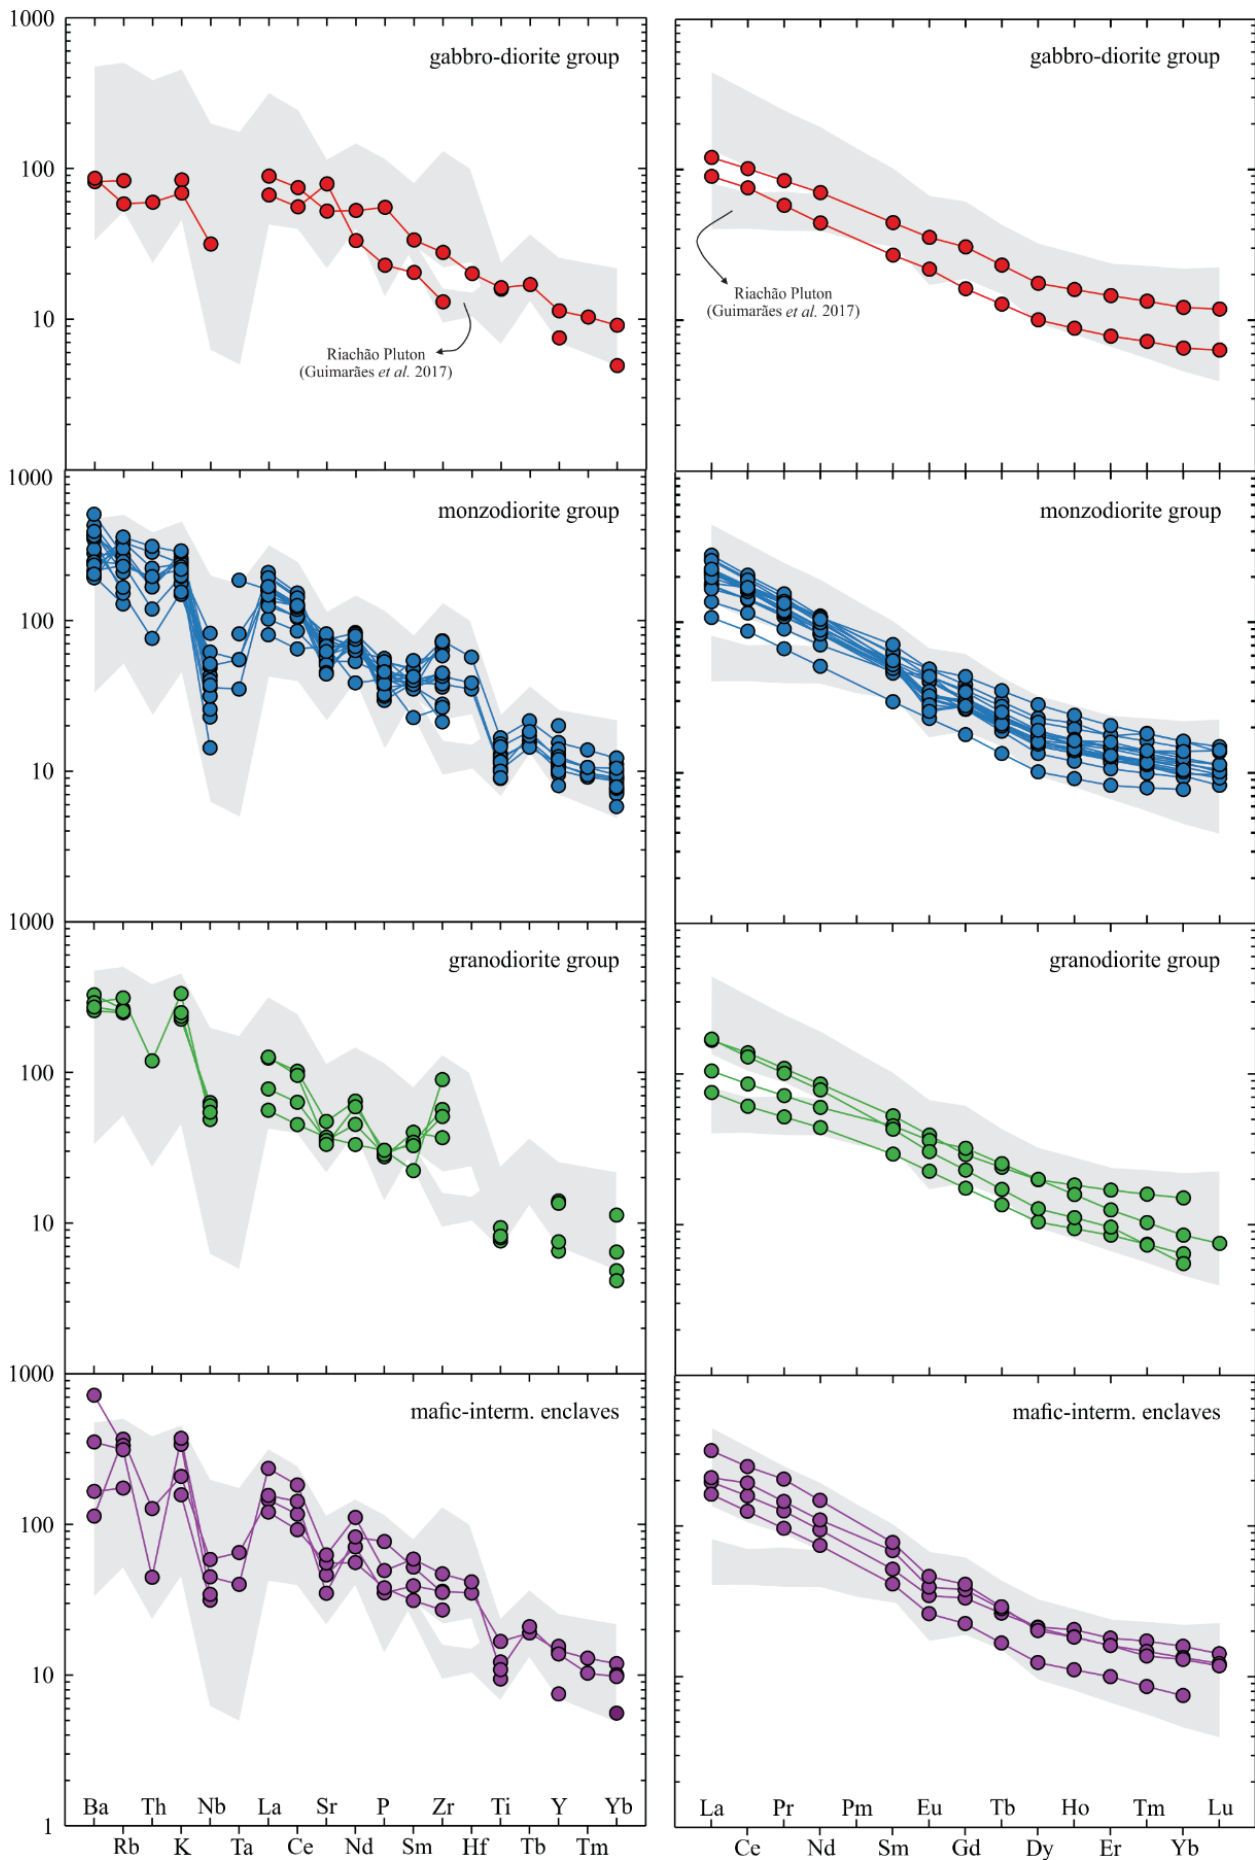 1000
gabbro-diorite group
gabbro-diorite group
100
10
Riachão Pluton
(Guimarães et al. 2017)
Riachão Pluton
(Guimarães et al. 2017)
1000
monzodiorite group
monzodiorite group
100
10
1000
granodiorite group
granodiorite group
100
10
1000
mafic-interm. enclaves
mafic-interm. enclaves
100
10
1
Ba Th Nb La Sr P Zr Ti Y Yb
Rb K Ta Ce Nd Sm Hf Tb Tm
La Pr Pm Eu Tb Ho Tm Lu
Ce Nd Sm Gd Dy Er Yb